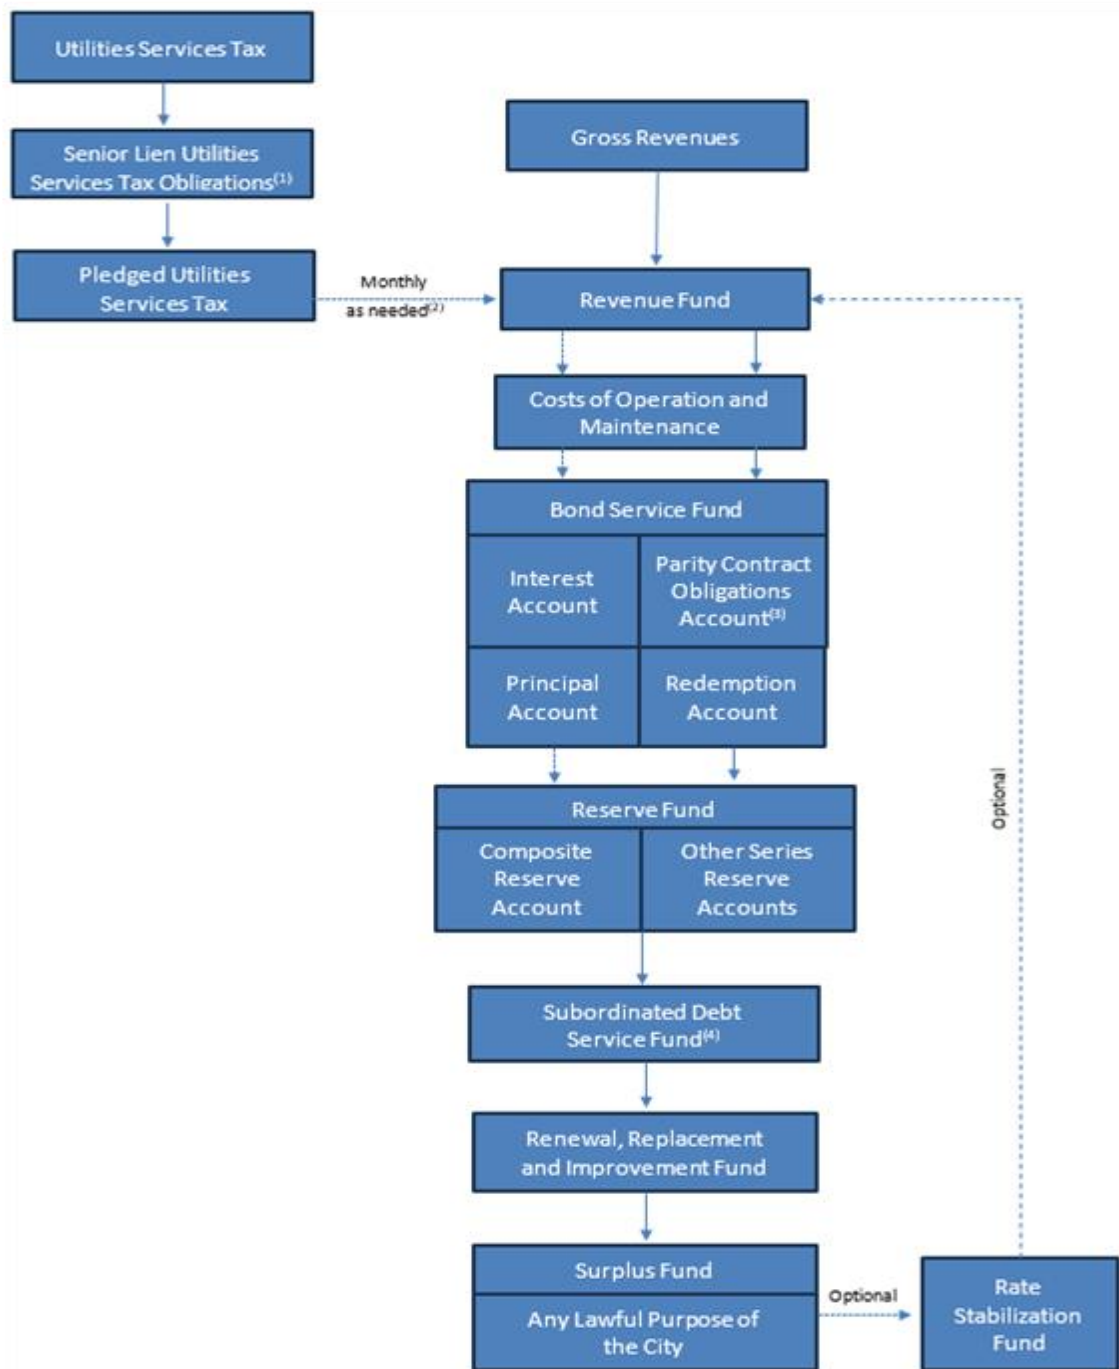 Utilities Services Tax
Senior Lien Utilities
Services Tax Obligations(1)
Pledged Utilities
Services Tax
Monthly
as needed(2)
Gross Revenues
Revenue Fund
Costs of Operation and
Maintenance
Bond Service Fund
Interest
Account
Parity Contract
Obligations
Account(3)
Principal
Account
Redemption
Account
Reserve Fund
Composite
Reserve
Account
Other Series
Reserve
Accounts
Subordinated Debt
Service Fund(4)
Renewal, Replacement
and Improvement Fund
Surplus Fund
Any Lawful Purpose of
the City
Optional
Rate
Stabilization
Fund
Optional